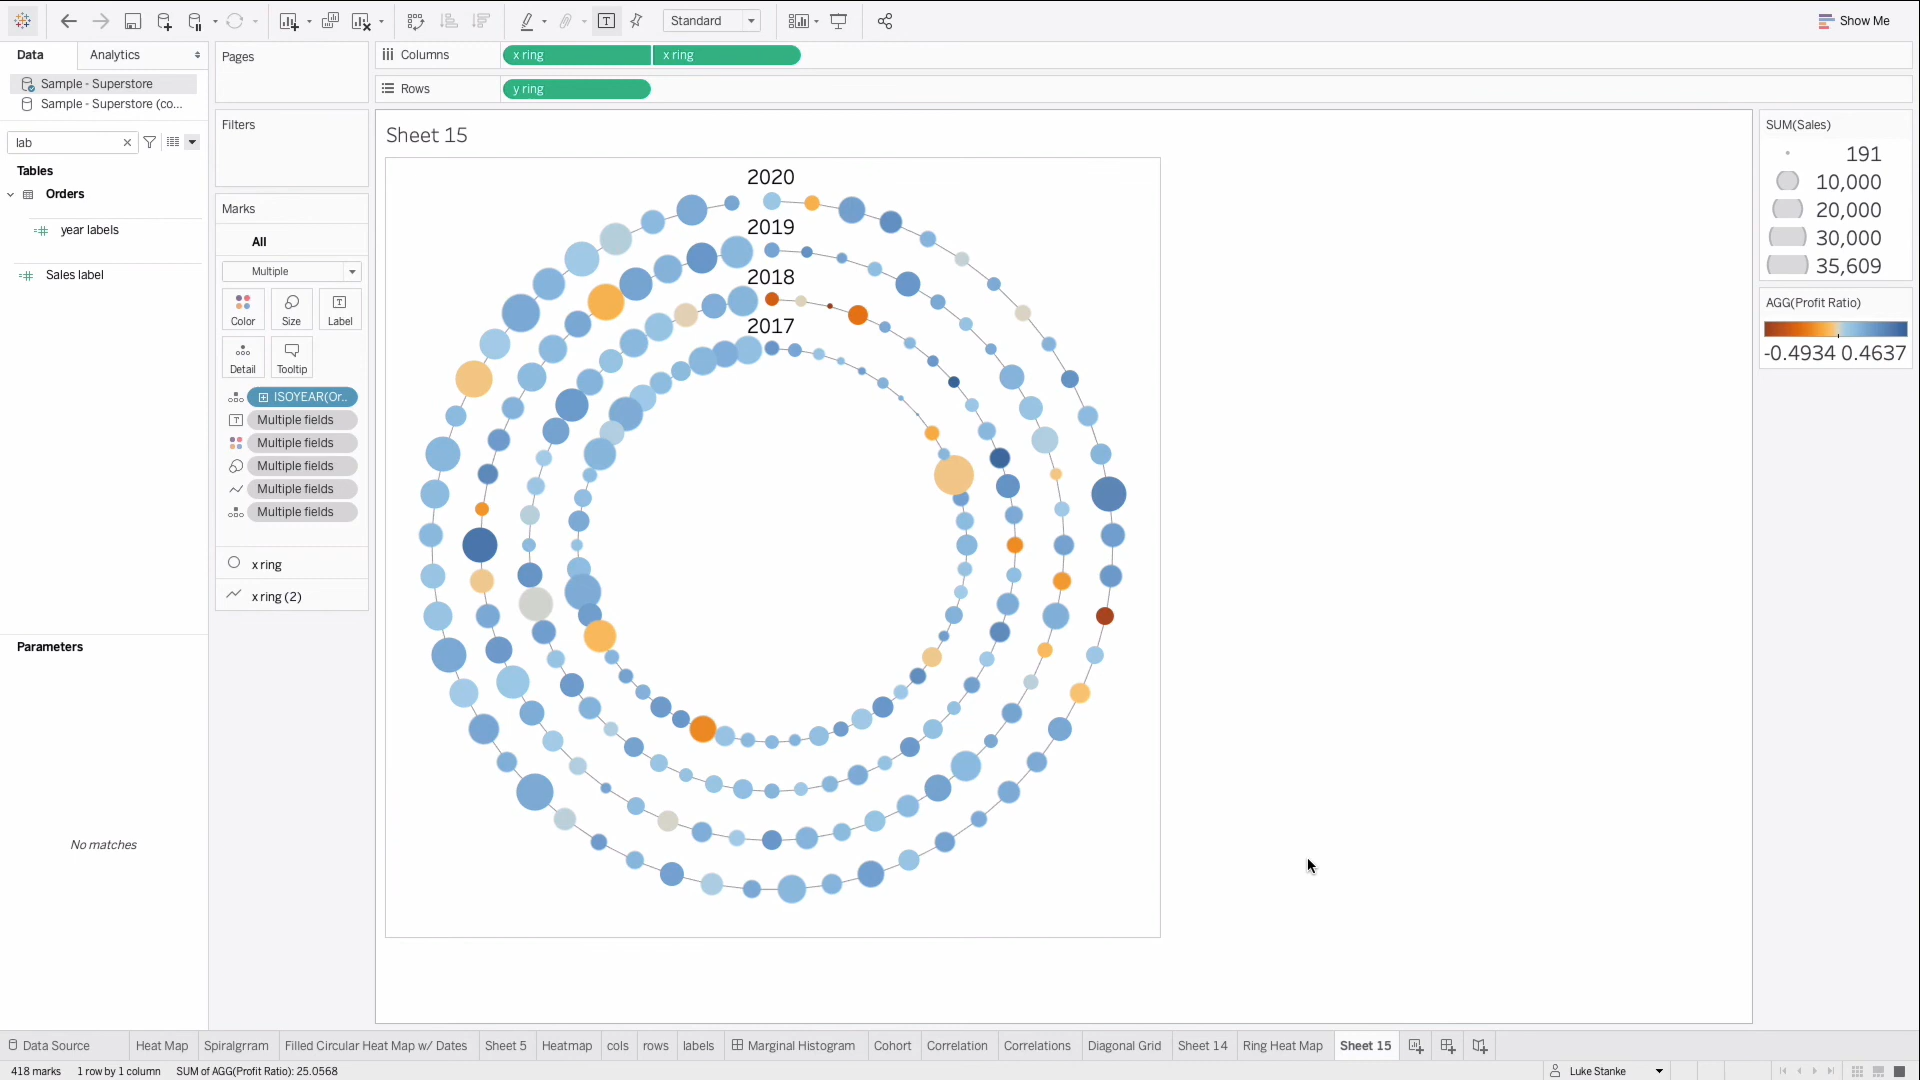 Standard
Show Me
Data
Analytics
Pages
Columns
x ring
x ring
Rows
y ring
Sample - Superstore
Sample - Superstore (co...
lab
Tables
Orders
year labels
Sales label
Parameters
No matches
Filters
Marks
All
Multiple
Color
Size
Label
Detail
Tooltip
ISOYEAR(Or..
Multiple fields
Multiple fields
Multiple fields
Multiple fields
Multiple fields
x ring
x ring (2)
Sheet 15
2020
2019
2018
2017
SUM(Sales)
191
10,000
20,000
30,000
35,609
AGG(Profit Ratio)
-0.4934 0.4637
Data Source
Heat Map
Spiralgrram
Filled Circular Heat Map w/ Dates
Sheet 5
Heatmap
cols
rows
labels
Marginal Histogram
Cohort
Correlation
Correlations
Diagonal Grid
Sheet 14
Ring Heat Map
Sheet 15
418 marks
1 row by 1 column
SUM of AGG(Profit Ratio): 25.0568
Luke Stanke